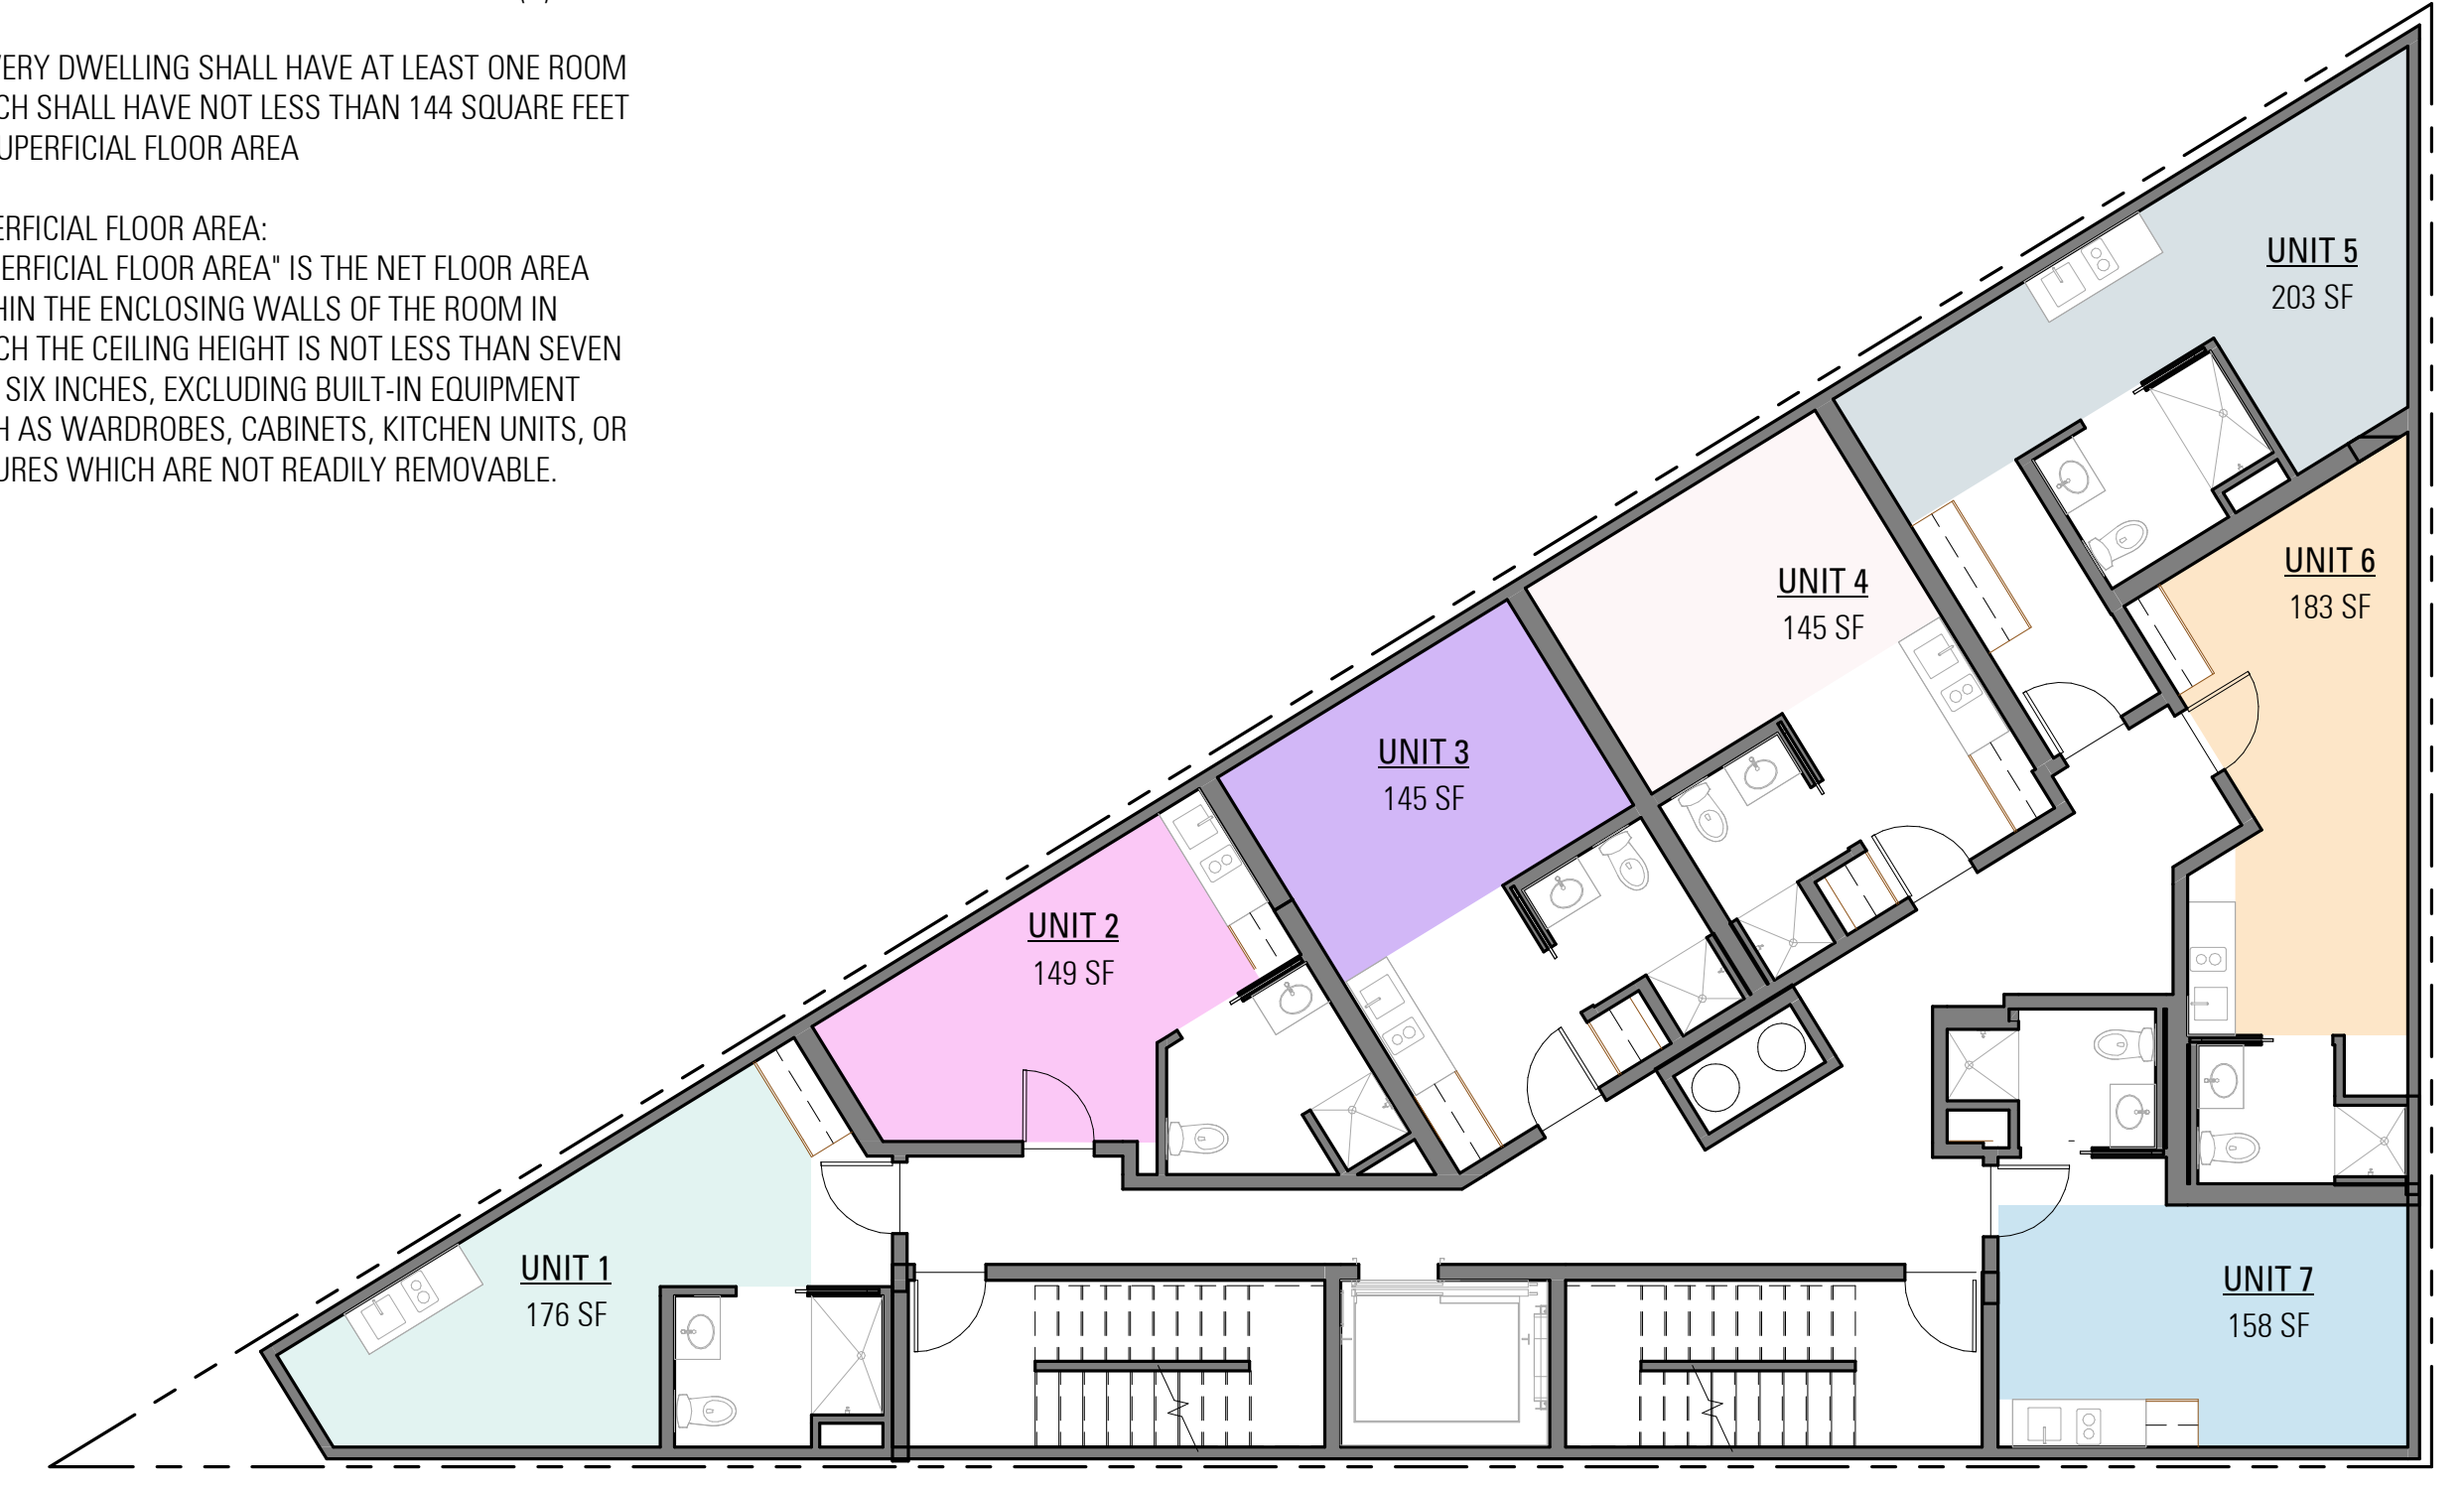 VERY DWELLING SHALL HAVE AT LEAST ONE ROOM
CH SHALL HAVE NOT LESS THAN 144 SQUARE FEET
UPERFICIAL FLOOR AREA
ERFICIAL FLOOR AREA:
ERFICIAL FLOOR AREA" IS THE NET FLOOR AREA
HIN THE ENCLOSING WALLS OF THE ROOM IN
CH THE CEILING HEIGHT IS NOT LESS THAN SEVEN
SIX INCHES, EXCLUDING BUILT-IN EQUIPMENT
H AS WARDROBES, CABINETS, KITCHEN UNITS, OR
URES WHICH ARE NOT READILY REMOVABLE.
UNIT 5
203 SF
UNIT 6
183 SF
UNIT 4
145 SF
UNIT 3
145 SF
UNIT 2
149 SF
UNIT 1
176 SF
UNIT 7
158 SF